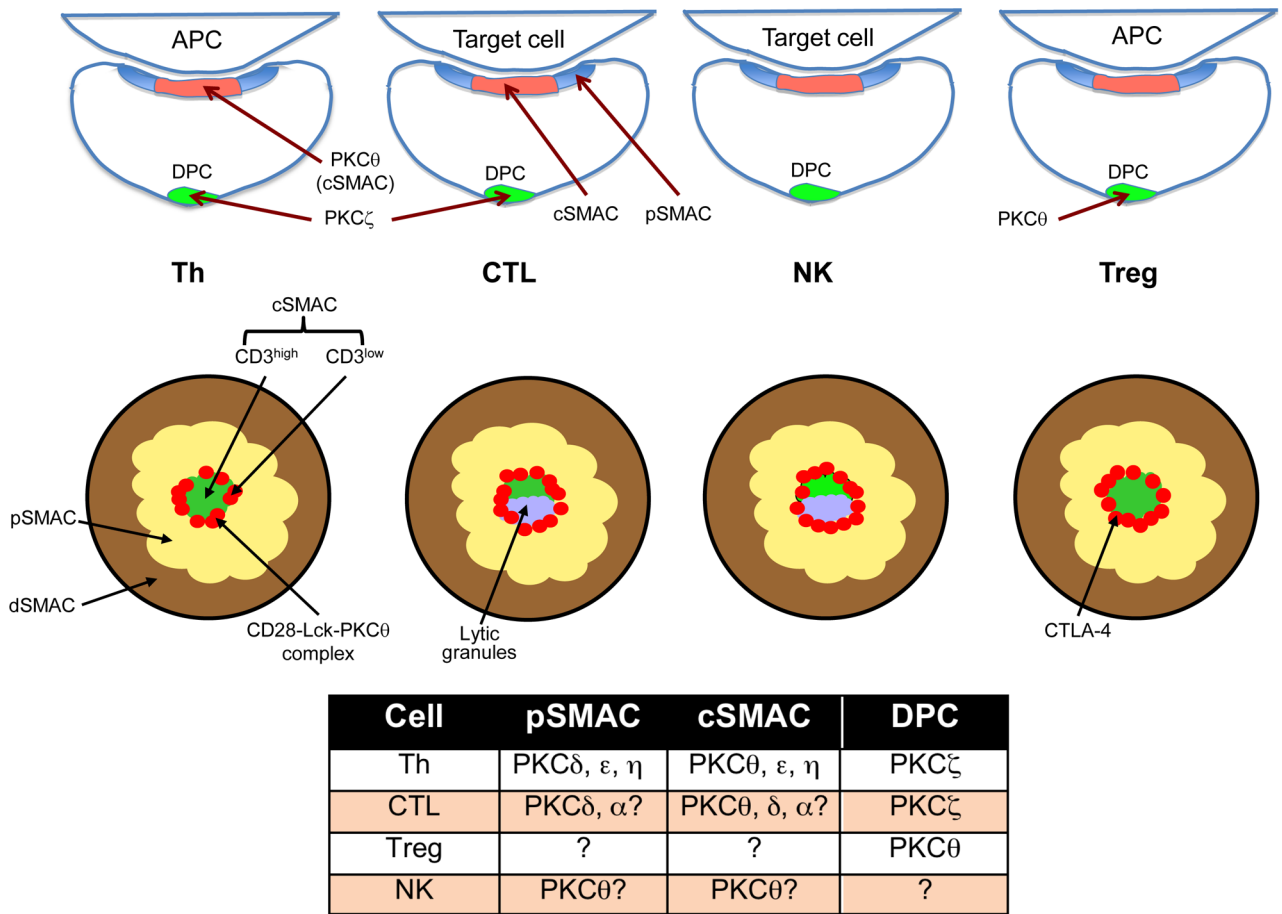 APC
Target cell
Target cell
APC
PKCθ
(cSMAC)
DPC
DPC
DPC
DPC
PKCζ
cSMAC
pSMAC
PKCθ
Th
CTL
NK
Treg
cSMAC
CD3high
CD3low
pSMAC
dSMAC
CD28-Lck-PKCθ
complex
Lytic
granules
CTLA-4
Cell pSMAC cSMAC DPC
Th PKCδ, ε, η PKCθ, ε, η PKCζ
CTL PKCδ, α? PKCθ, δ, α? PKCζ
Treg ? ? PKCθ
NK PKCθ? PKCθ? ?